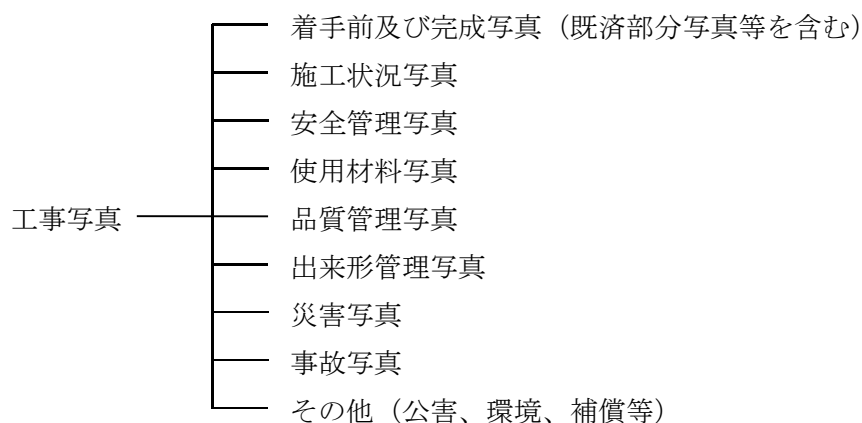 着手前及び完成写真（既済部分写真等を含む）
施工状況写真
安全管理写真
使用材料写真
工事写真 品質管理写真
出来形管理写真
災害写真
事故写真
その他（公害、環境、補償等）